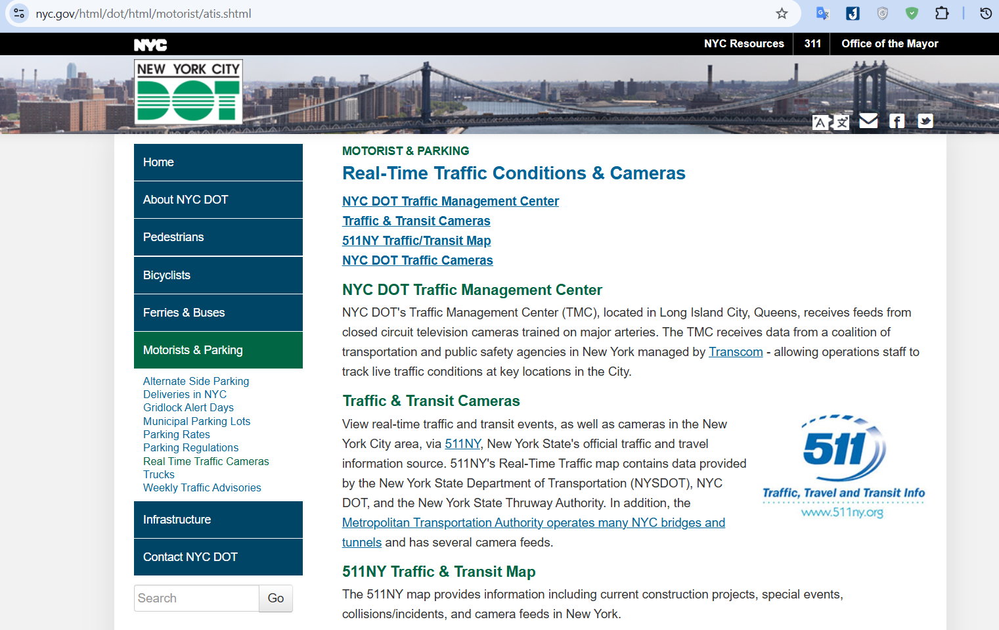 nyc.gov/html/dot/html/motorist/atis.shtml
NYC
NYC Resources
311
Office of the Mayor
NEW YORK CITY
DOT
Home
About NYC DOT
Pedestrians
Bicyclists
Ferries & Buses
Motorists & Parking
Alternate Side Parking
Deliveries in NYC
Gridlock Alert Days
Municipal Parking Lots
Parking Rates
Parking Regulations
Real Time Traffic Cameras
Trucks
Weekly Traffic Advisories
Infrastructure
Contact NYC DOT
Search
Go
MOTORIST & PARKING
Real-Time Traffic Conditions & Cameras
NYC DOT Traffic Management Center
Traffic & Transit Cameras
511NY Traffic/Transit Map
NYC DOT Traffic Cameras
NYC DOT Traffic Management Center
NYC DOT's Traffic Management Center (TMC), located in Long Island City, Queens, receives feeds from
closed circuit television cameras trained on major arteries. The TMC receives data from a coalition of
transportation and public safety agencies in New York managed by Transcom - allowing operations staff to
track live traffic conditions at key locations in the City.
Traffic & Transit Cameras
View real-time traffic and transit events, as well as cameras in the New
York City area, via 511NY, New York State's official traffic and travel
information source. 511NY's Real-Time Traffic map contains data provided
by the New York State Department of Transportation (NYSDOT), NYC
DOT, and the New York State Thruway Authority. In addition, the
Metropolitan Transportation Authority operates many NYC bridges and
tunnels and has several camera feeds.
511
Traffic, Travel and Transit Info
www.511ny.org
511NY Traffic & Transit Map
The 511NY map provides information including current construction projects, special events,
collisions/incidents, and camera feeds in New York.